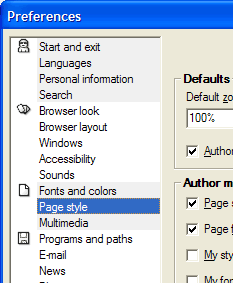 Preferences
Start and exit
Languages
Personal information
Search
Browser look
Browser layout
Windows
Accessibility
Sounds
Fonts and colors
Page style
Multimedia
Programs and paths
E-mail
News
Defaults
Default zo
100%
Author
Author m
Page s
Page f
My sty
My for